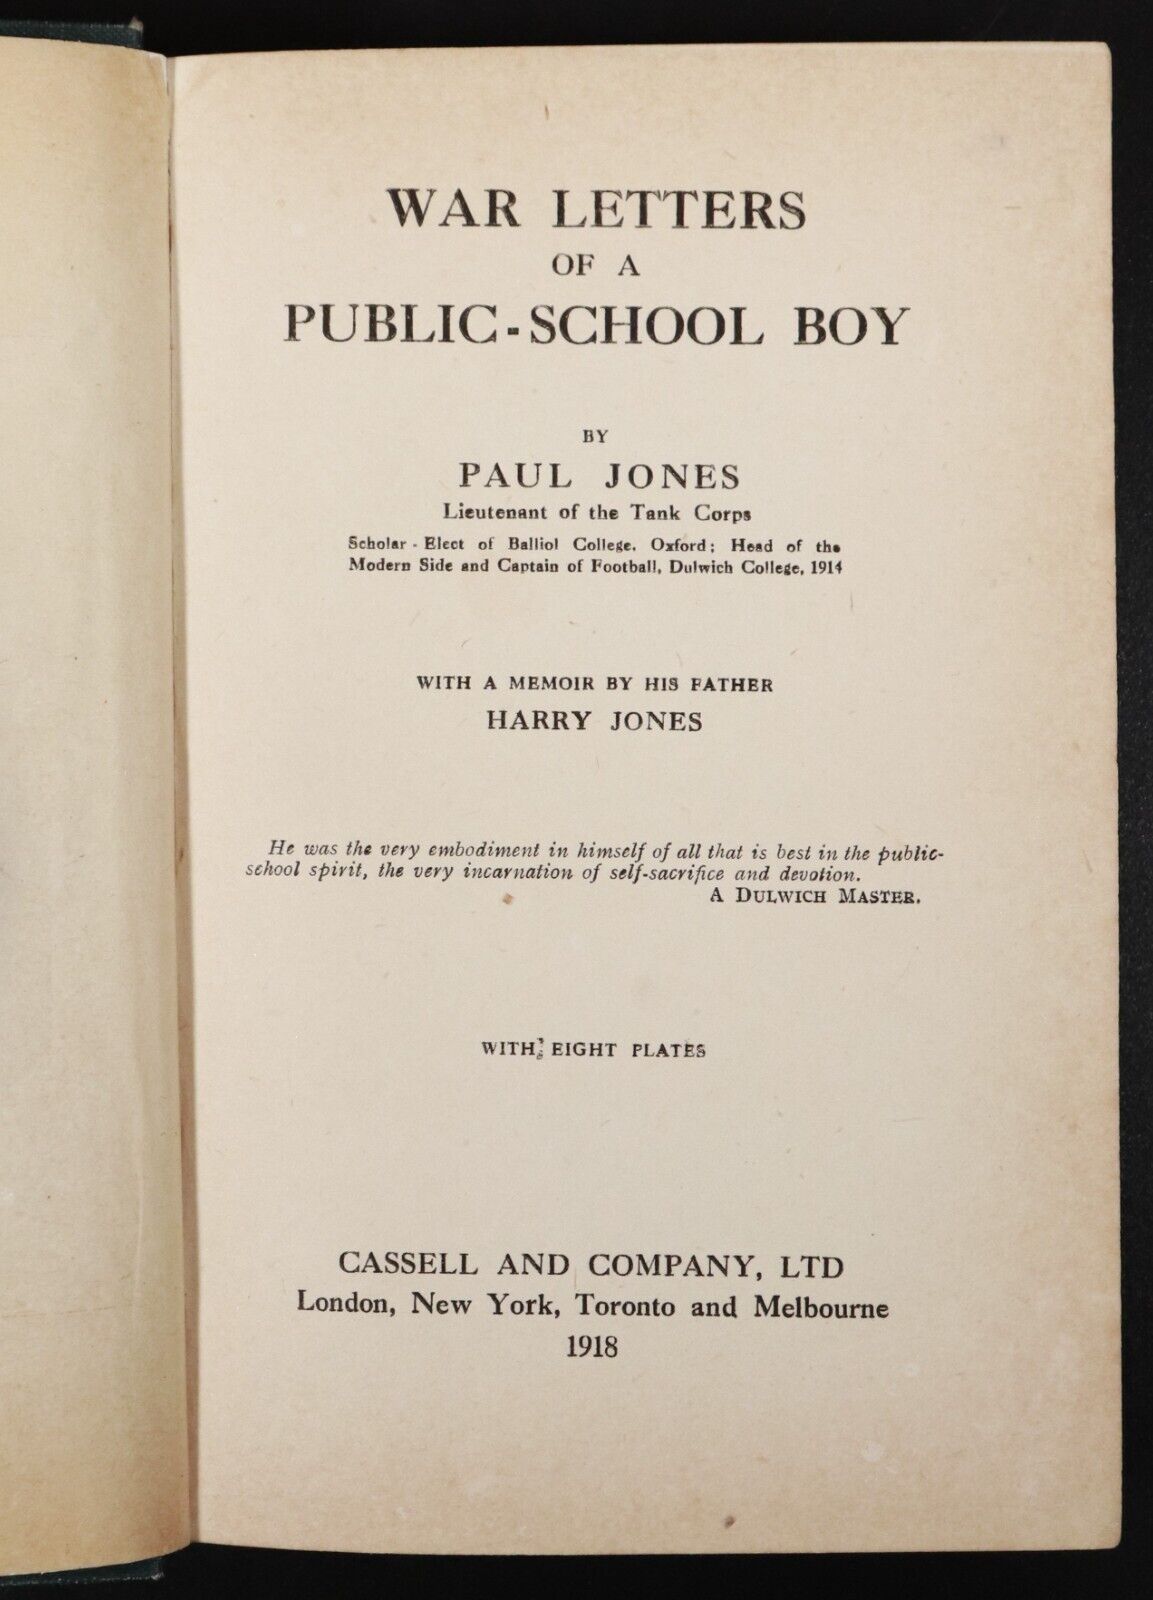 WAR LETTERS
OF A
PUBLIC-SCHOOL BOY
BY
PAUL JONES
Lieutenant of the Tank Corps
Scholar-Elect of Balliol College, Oxford; Head of the
Modern Side and Captain of Football, Dulwich College, 1914
WITH A MEMOIR BY HIS FATHER
HARRY JONES
He was the very embodiment in himself of all that is best in the public-
school spirit, the very incarnation of self-sacrifice and devotion.
A DULWICH MASTER.
WITH EIGHT PLATES
CASSELL AND COMPANY, LTD
London, New York, Toronto and Melbourne
1918